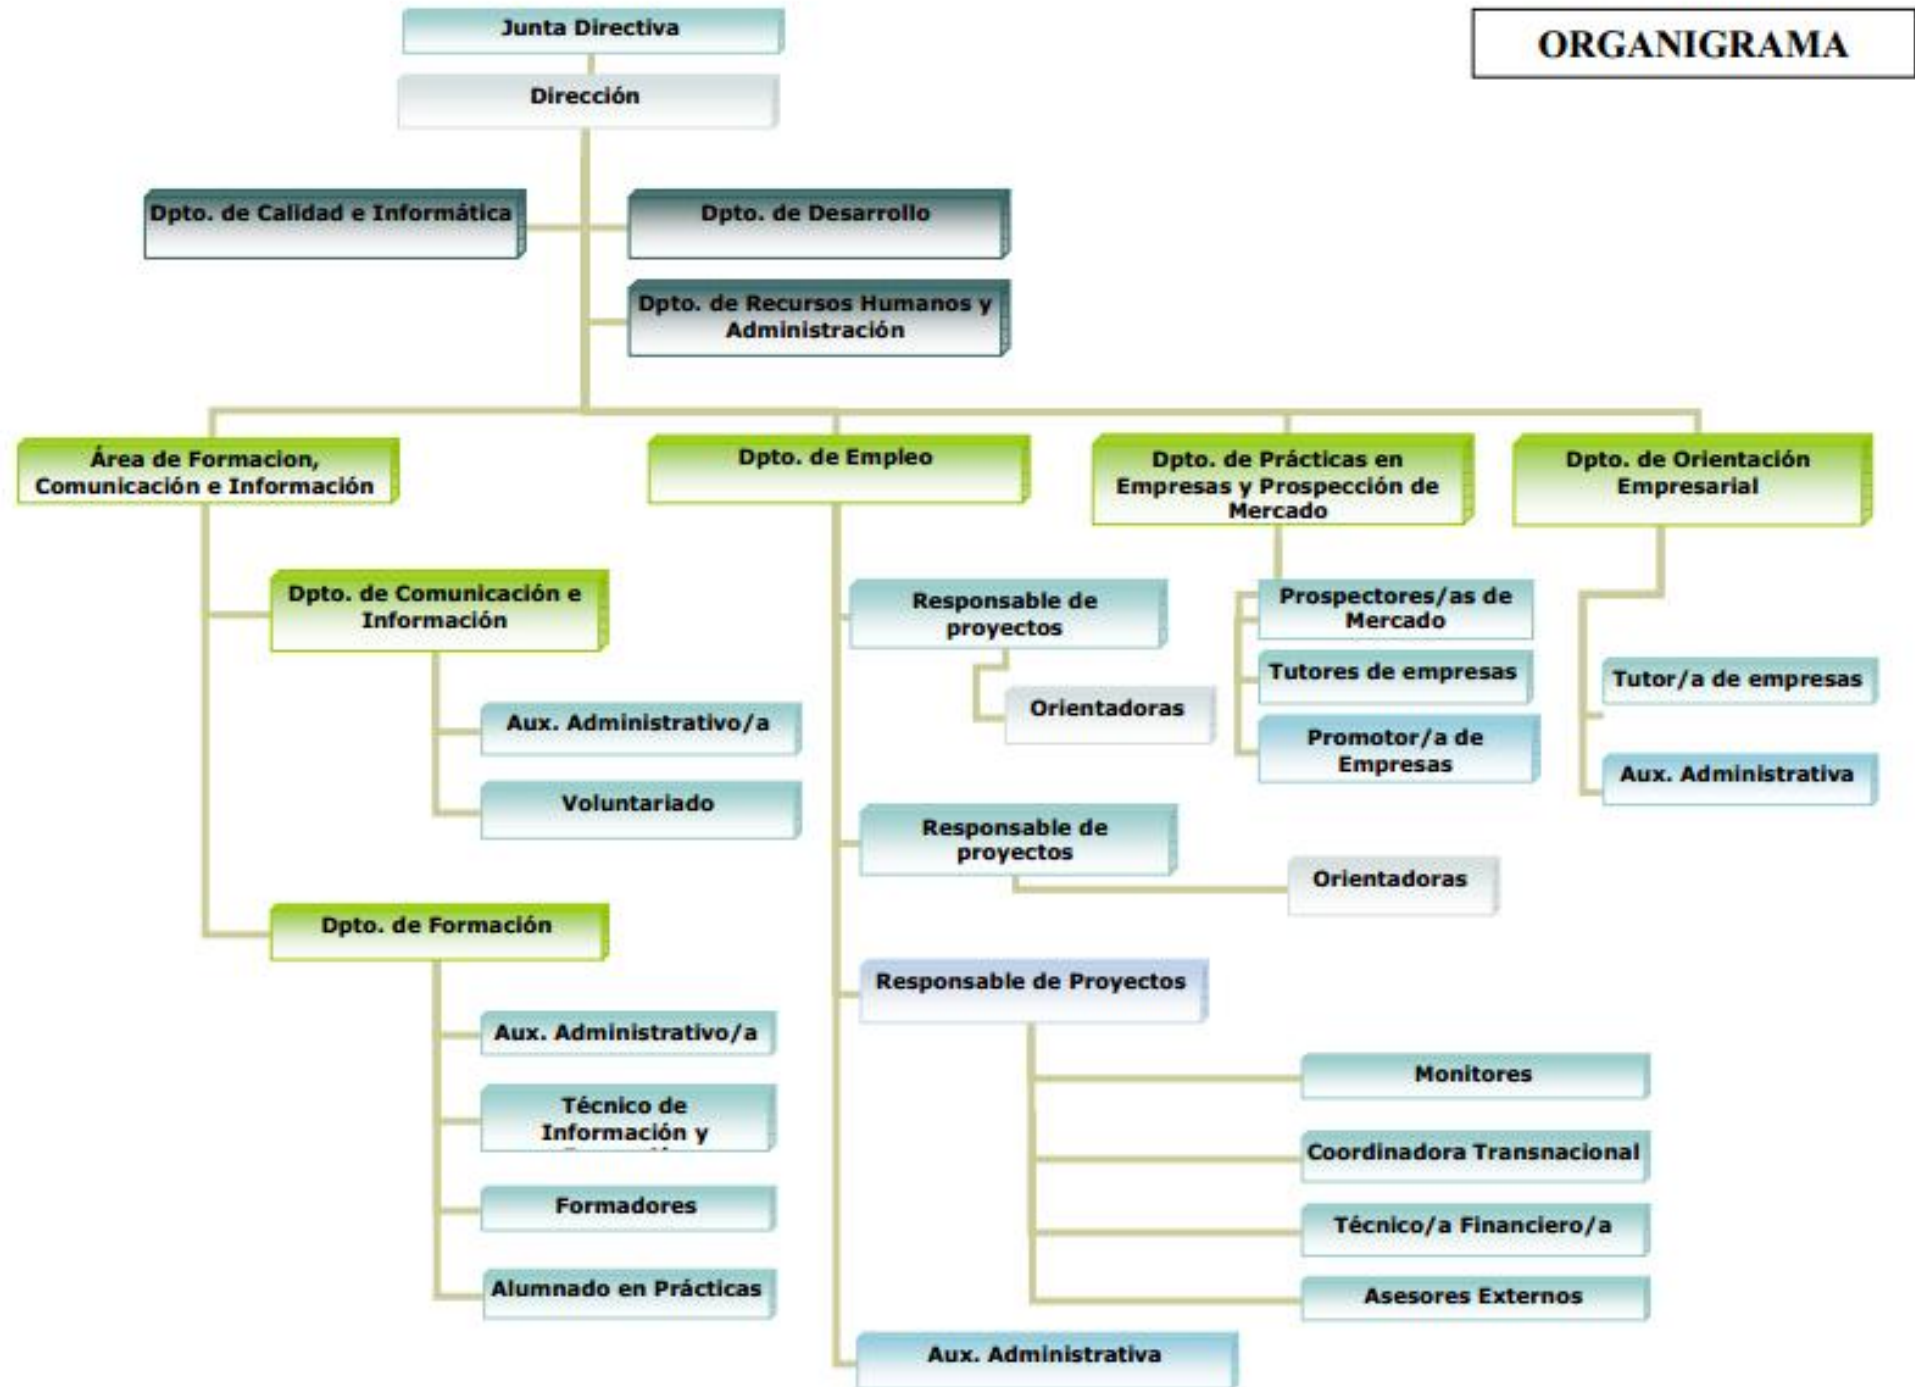 ORGANIGRAMA
Junta Directiva
Dirección
Dpto. de Calidad e Informática
Dpto. de Desarrollo
Dpto. de Recursos Humanos y
Administración
Área de Formacion,
Comunicación e Información
Dpto. de Comunicación e
Información
Aux. Administrativo/a
Voluntariado
Dpto. de Formación
Aux. Administrativo/a
Técnico de
Información y
Formadores
Alumnado en Prácticas
Dpto. de Empleo
Responsable de
proyectos
Orientadoras
Responsable de
proyectos
Orientadoras
Responsable de Proyectos
Monitores
Coordinadora Transnacional
Técnico/a Financiero/a
Asesores Externos
Aux. Administrativa
Dpto. de Prácticas en
Empresas y Prospección de
Mercado
Prospectores/as de
Mercado
Tutores de empresas
Promotor/a de
Empresas
Dpto. de Orientación
Empresarial
Tutor/a de empresas
Aux. Administrativa